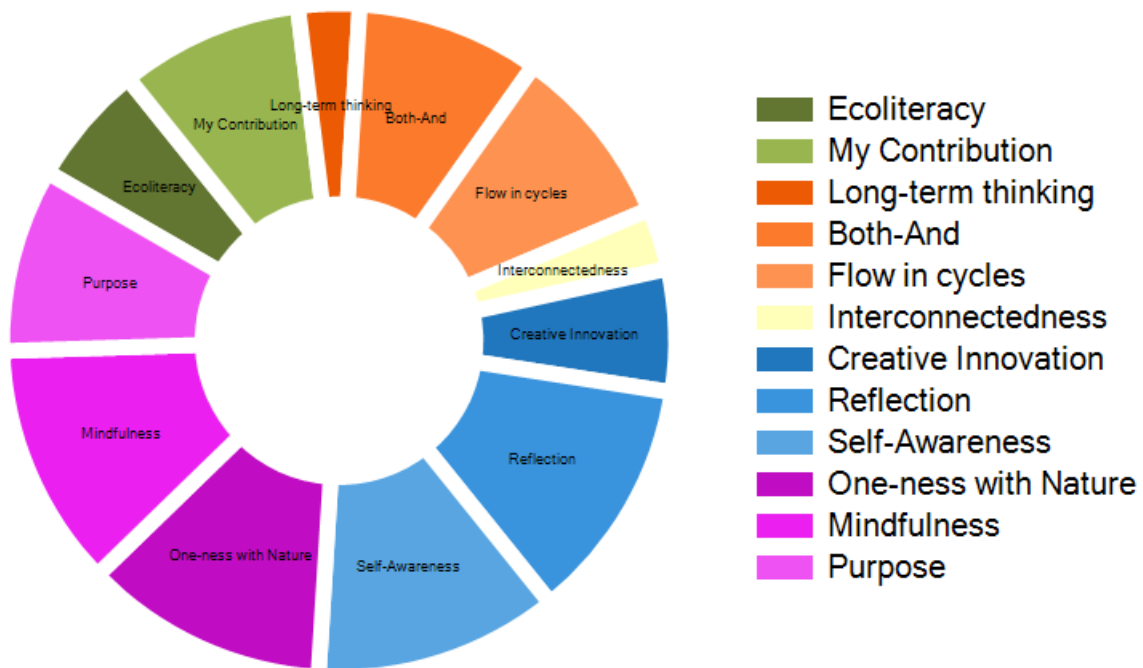 Long-term thinking
Both-And
My Contribution
Ecoliteracy
Flow in cycles
Interconnectedness
Purpose
Creative Innovation
Mindfulness
Reflection
One-ness with Nature
Self-Awareness
Ecoliteracy
My Contribution
Long-term thinking
Both-And
Flow in cycles
Interconnectedness
Creative Innovation
Reflection
Self-Awareness
One-ness with Nature
Mindfulness
Purpose